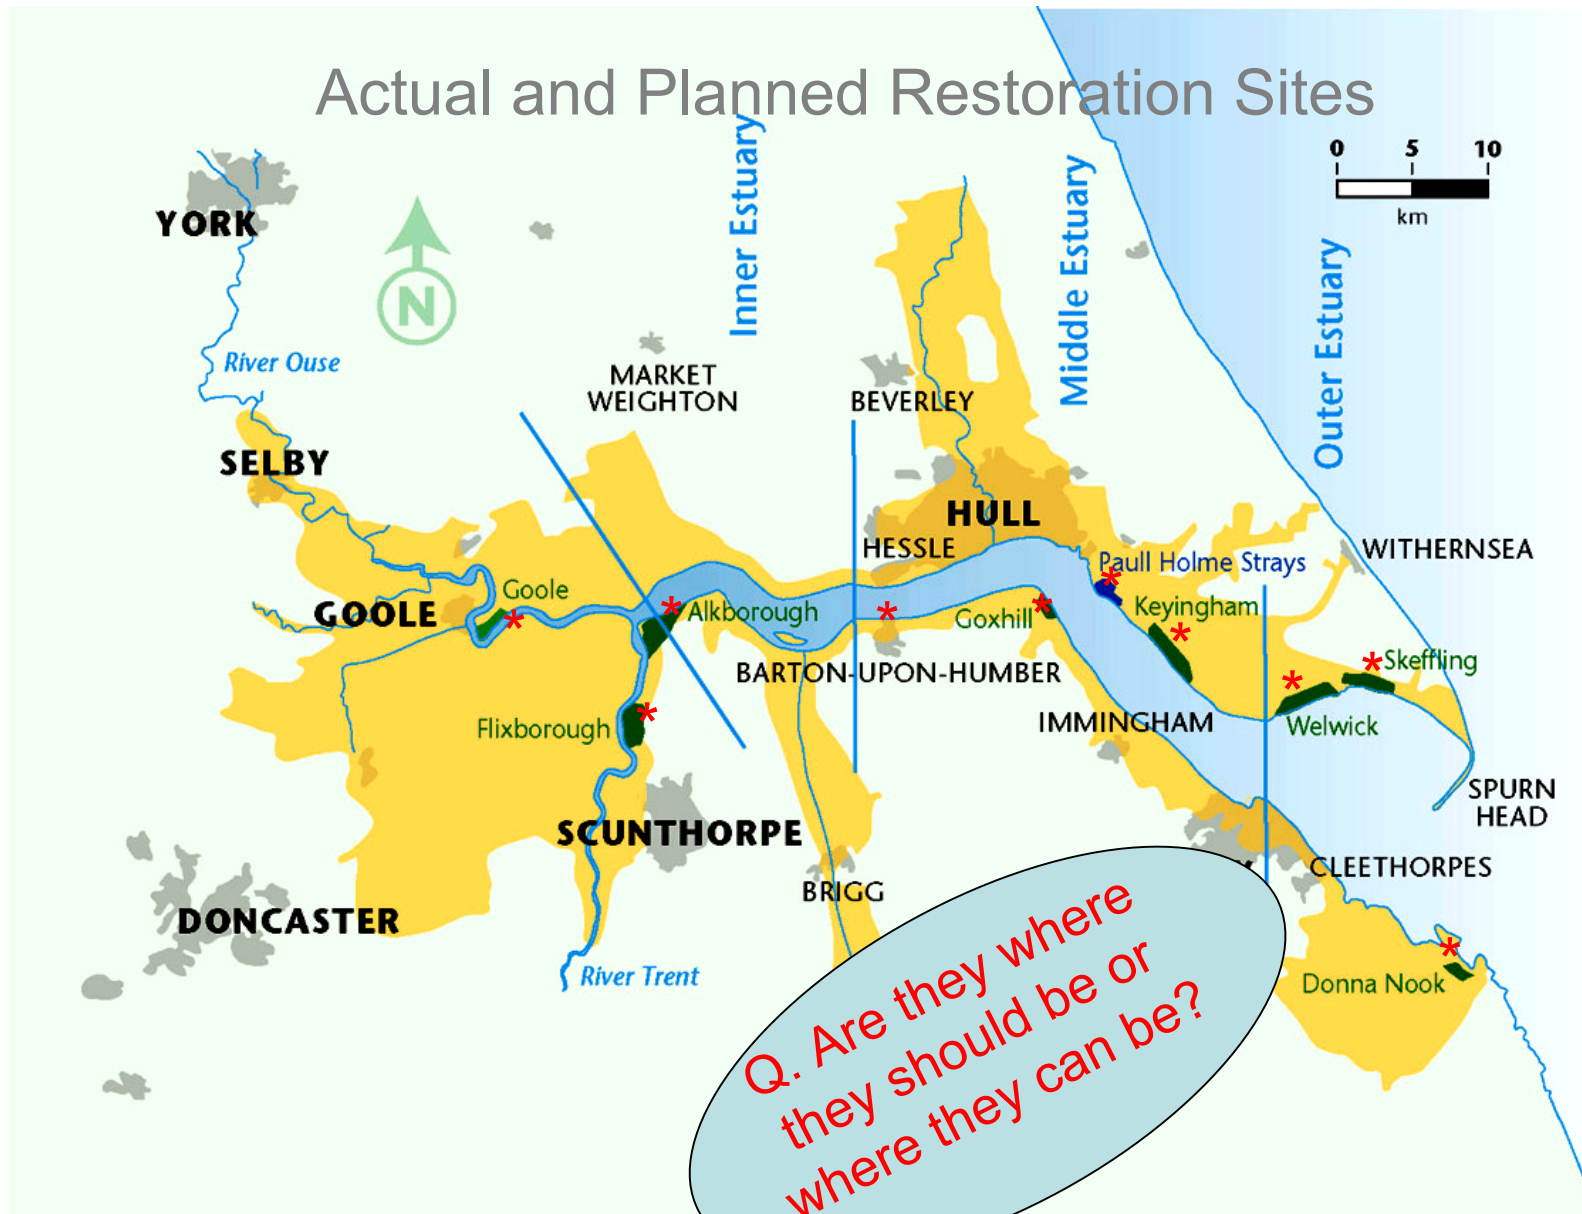 Actual and Planned Restoration Sites
0 5 10
km
Inner Estuary
Middle Estuary
Outer Estuary
YORK
N
River Ouse
MARKET
WEIGHTON
BEVERLEY
SELBY
HULL
HESSLE
WITHERNSEA
Paull Holme Strays
Goole
GOOLE
* Alkborough
*
*
Goxhill
*
*
Keyingham
*
BARTON-UPON-HUMBER
* Skeffling
*
Flixborough
*
IMMINGHAM
Welwick
SPURN
HEAD
SCUNTHORPE
CLEETHORPES
Y
BRIGG
DONCASTER
River Trent
*
Donna Nook
Q. Are they where
they should be or
where they can be?